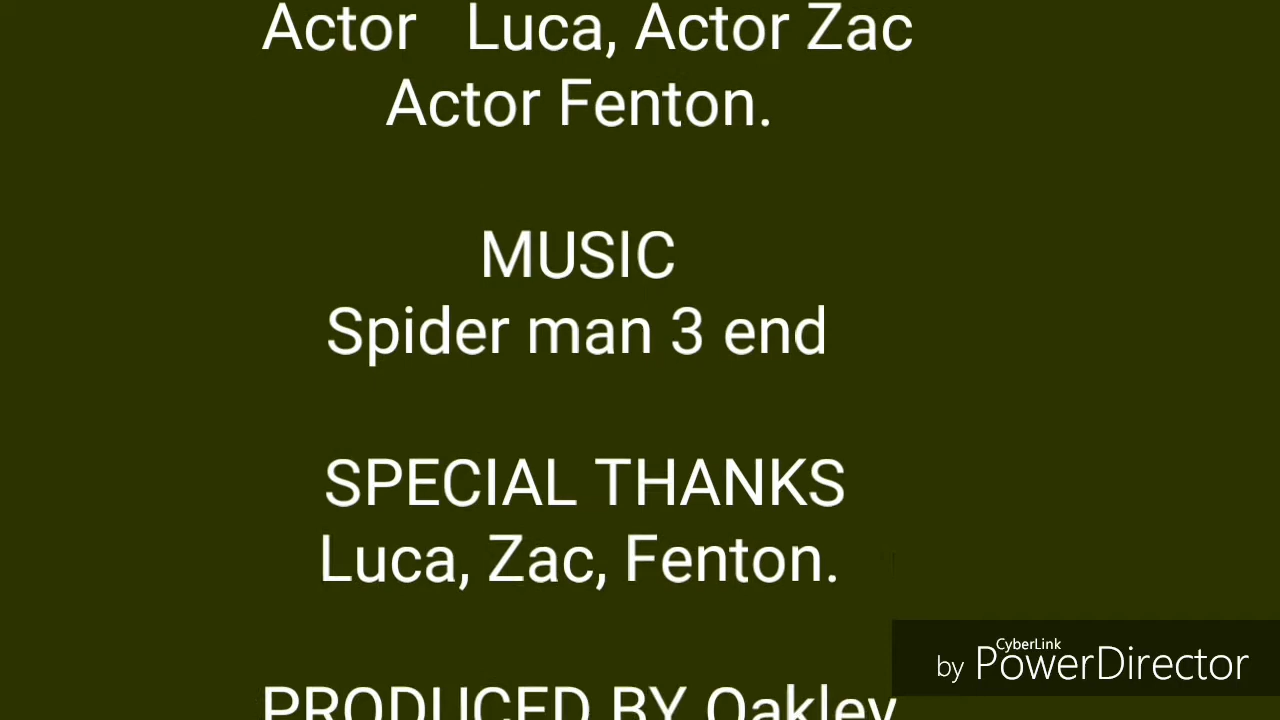 Actor Luca, Actor Zac
Actor Fenton.
MUSIC
Spider man 3 end
SPECIAL THANKS
Luca, Zac, Fenton.
CyberLink
by PowerDirector
PRODUCED BY Oakley